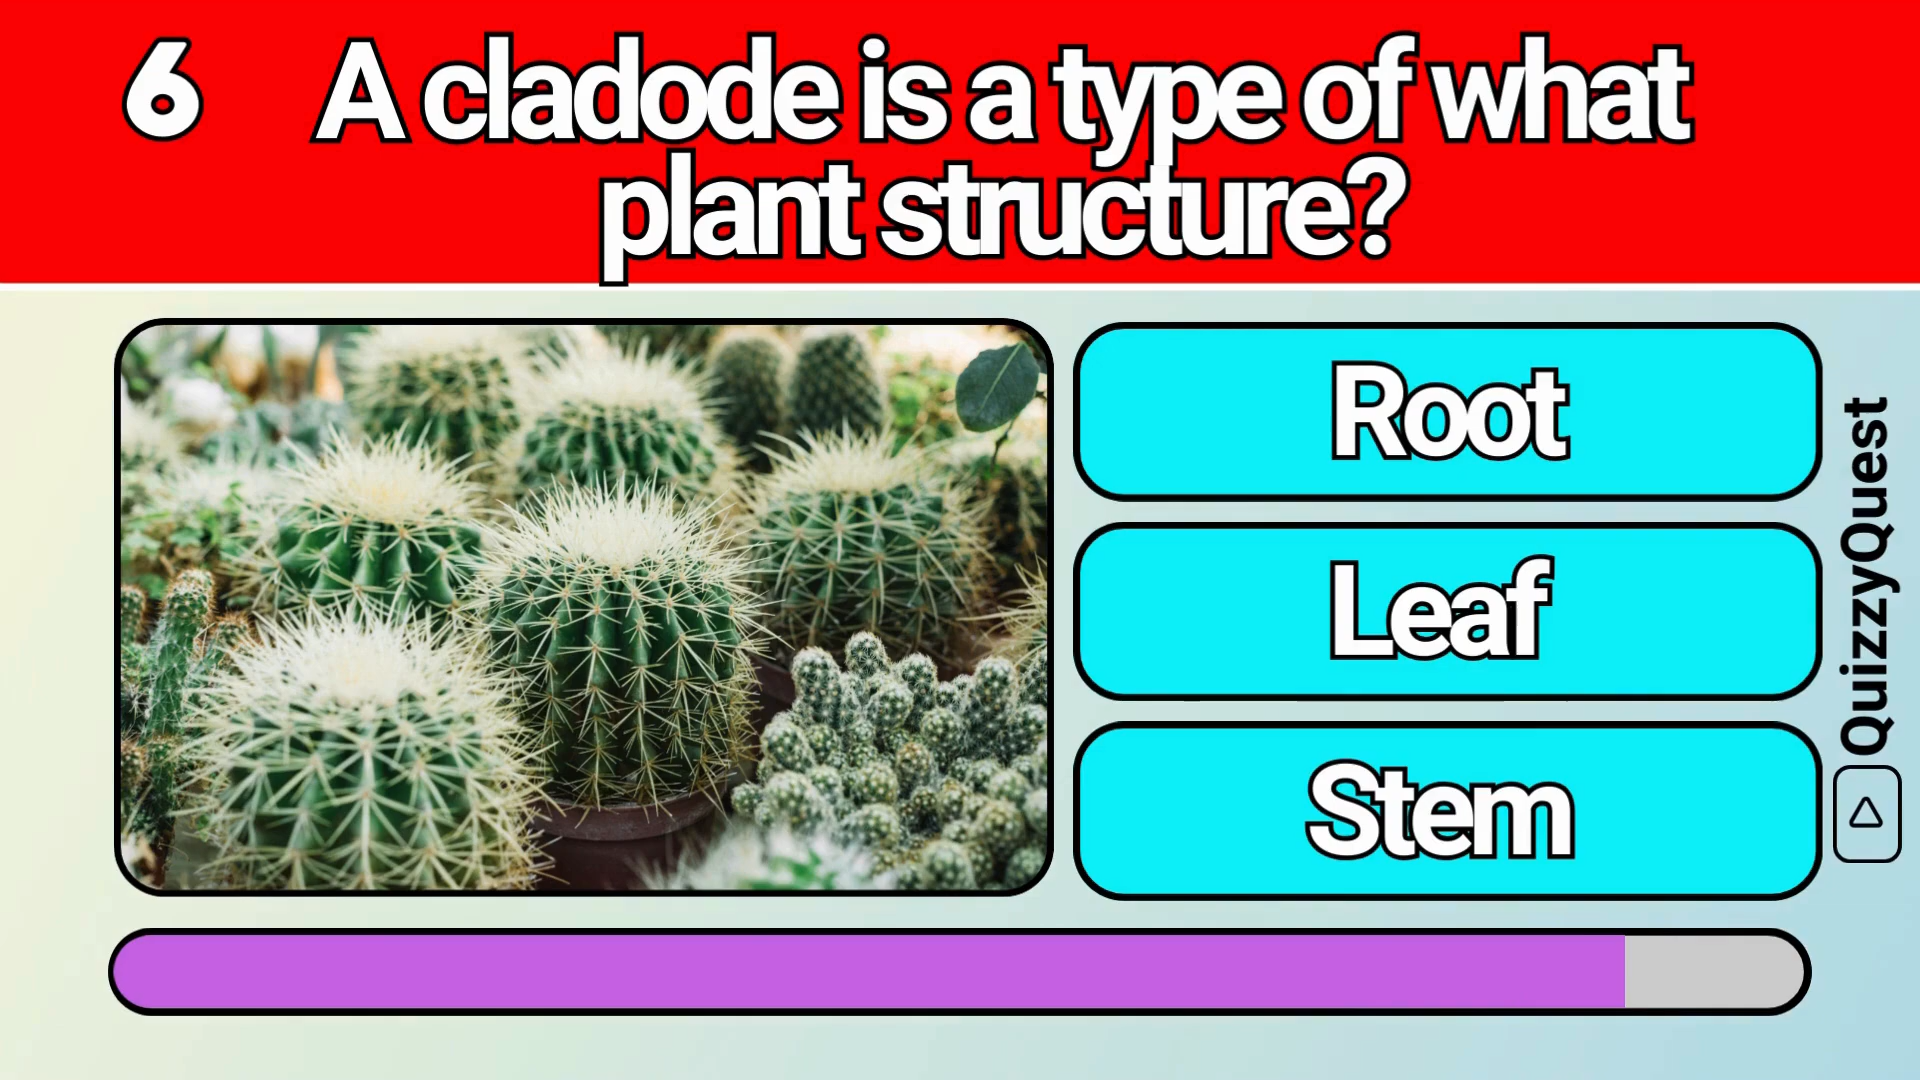 6
A cladode is a type of what
plant structure?
Root
Leaf
Stem
QuizzyQuest